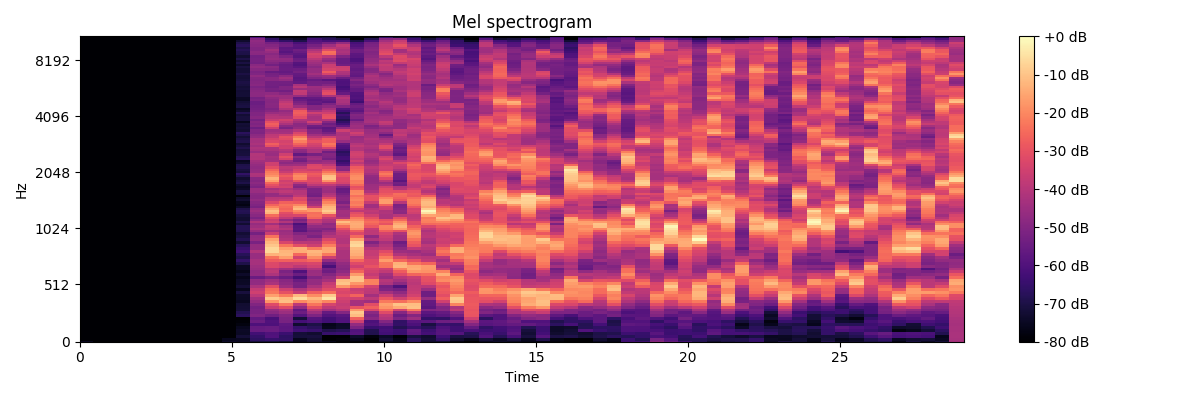 Mel spectrogram
8192
4096
2048
1024
512
0
Hz
0 5 10 15 20 25
Time
+0 dB
-10 dB
-20 dB
-30 dB
-40 dB
-50 dB
-60 dB
-70 dB
-80 dB